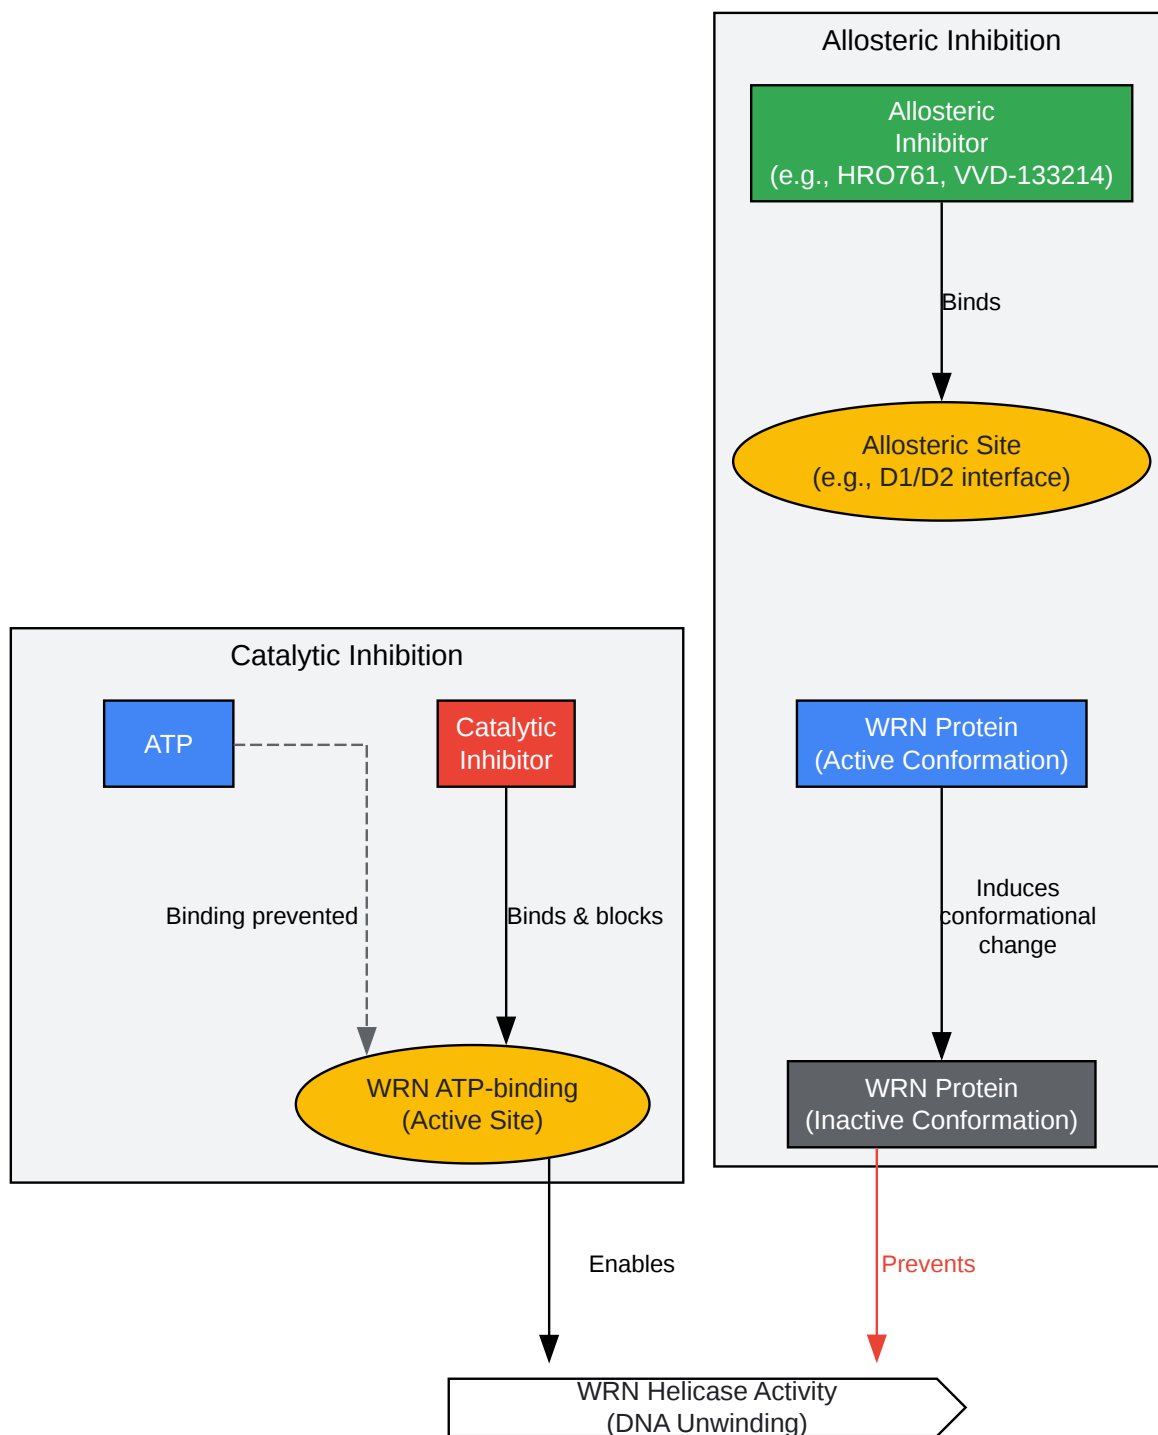 Allosteric Inhibition
Allosteric
Inhibitor
(e.g., HRO761, VVD-133214)
Binds
Allosteric Site
(e.g., D1/D2 interface)
Catalytic Inhibition
ATP
Catalytic
Inhibitor
WRN Protein
(Active Conformation)
Binding prevented
Binds & blocks
Induces
conformational
change
WRN ATP-binding
(Active Site)
WRN Protein
(Inactive Conformation)
Enables
Prevents
WRN Helicase Activity
(DNA Unwinding)